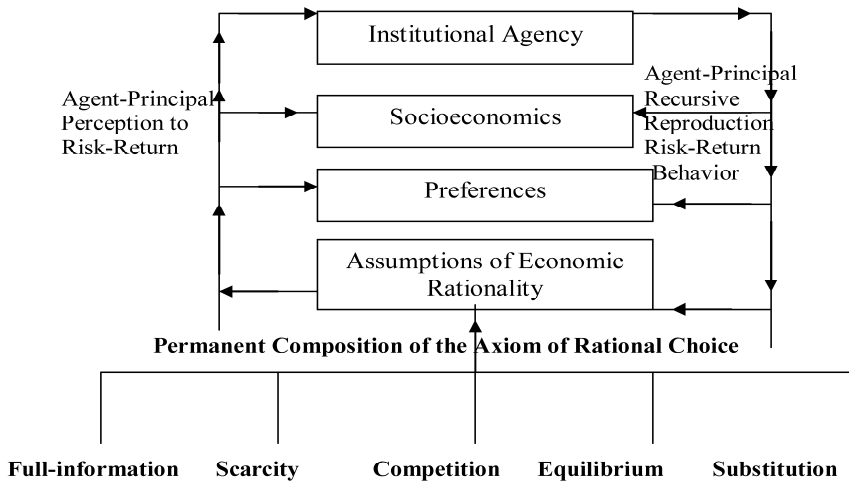 Institutional Agency
Agent-Principal
Perception to
Risk-Return
Socioeconomics
Agent-Principal
Recursive
Reproduction
Risk-Return
Behavior
Preferences
Assumptions of Economic
Rationality
Permanent Composition of the Axiom of Rational Choice
Full-information Scarcity Competition Equilibrium Substitution